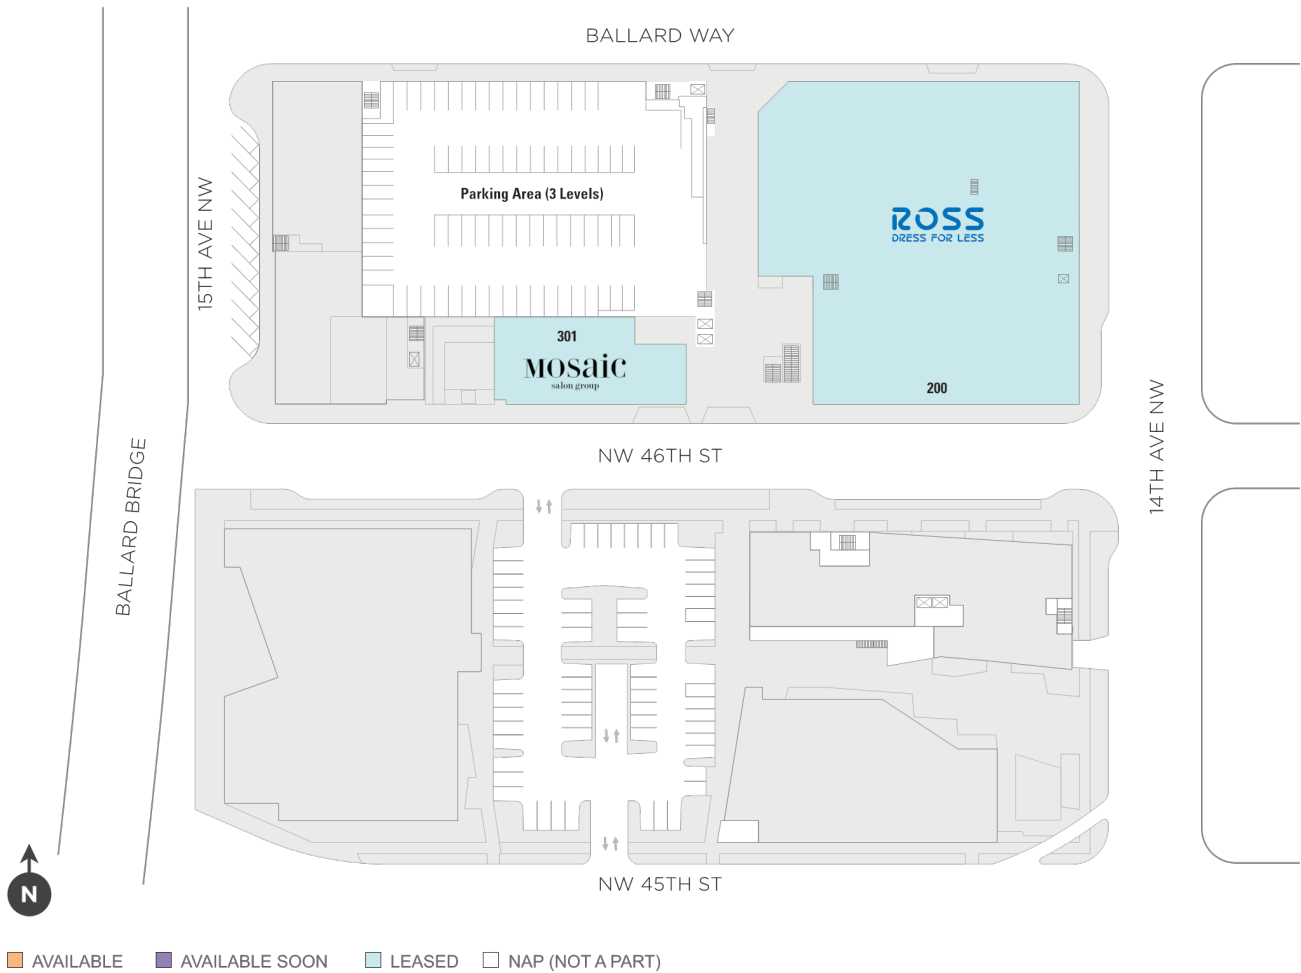 BALLARD WAY
15TH AVE NW
Parking Area (3 Levels)
ROSS
DRESS FOR LESS
301
MOSAIC
salon group
200
BALLARD BRIDGE
NW 46TH ST
14TH AVE NW
NW 45TH ST
N
AVAILABLE
AVAILABLE SOON
LEASED
NAP (NOT A PART)